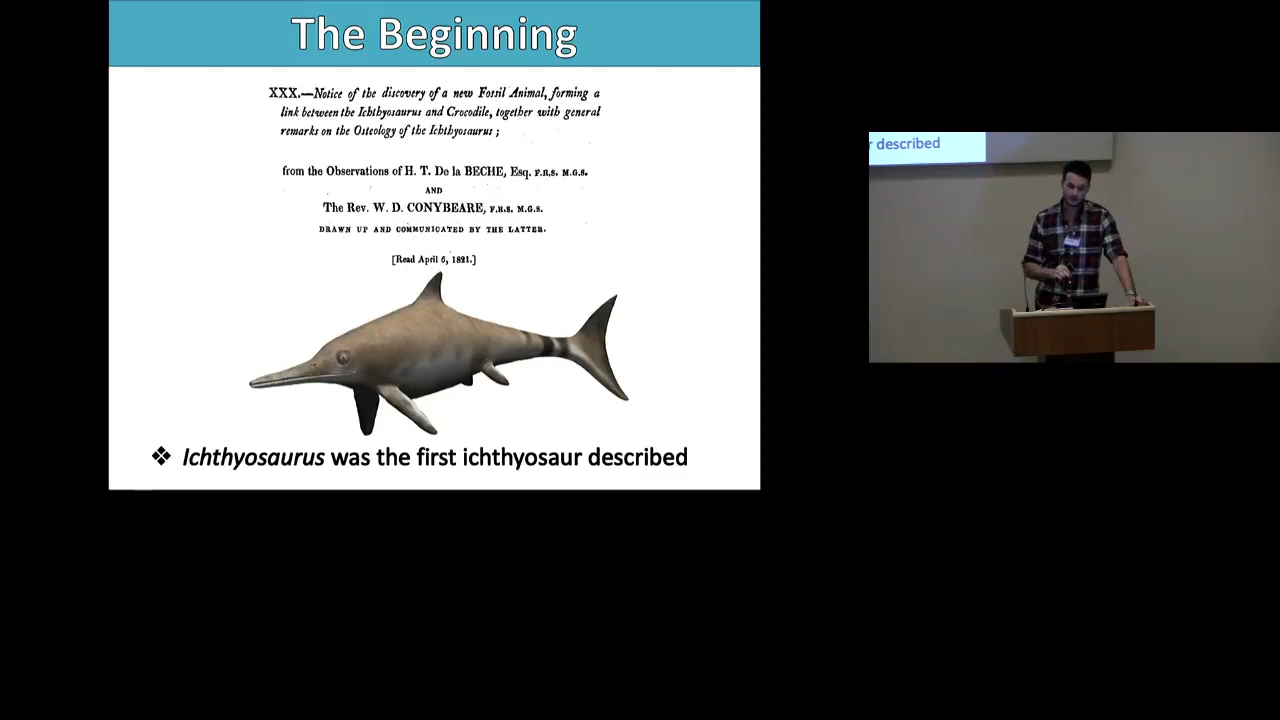 The Beginning
XXX.—Notice of the discovery of a new Fossil Animal, forming a
link between the Ichthyosaurus and Crocodile, together with general
remarks on the Osteology of the Ichthyosaurus ;
from the Observations of H. T. De la BECHE, Esq. F.R.S. M.G.S.
AND
The Rev. W. D. CONYBEARE, F.R.S. M.G.S.
DRAWN UP AND COMMUNICATED BY THE LATTER.
[Read April 6, 1821.]
❖ Ichthyosaurus was the first ichthyosaur described
r described